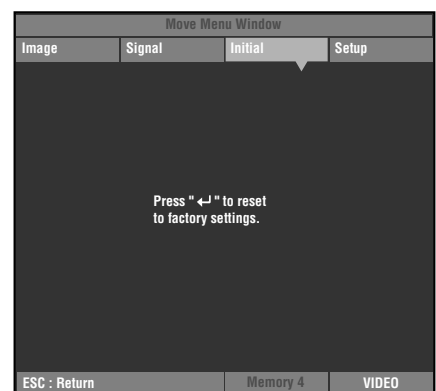 Move Menu Window
Image Signal Initial Setup
Press " ↵ " to reset
to factory settings.
ESC : Return Memory 4 VIDEO